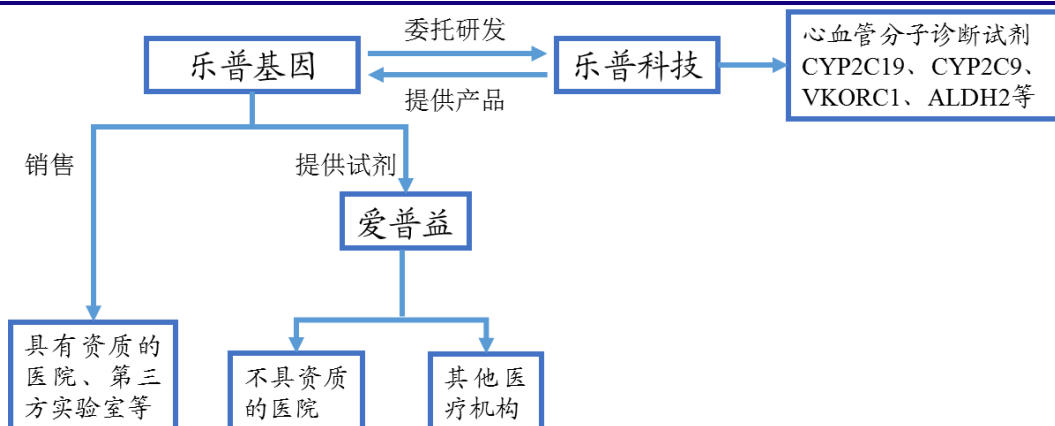 委托研发
乐普基因
乐普科技
提供产品
心血管分子诊断试剂
CYP2C19、CYP2C9、
VKORC1、ALDH2等
销售
提供试剂
爱普益
具有资质的
医院、第三
方实验室等
不具资质
的医院
其他医
疗机构